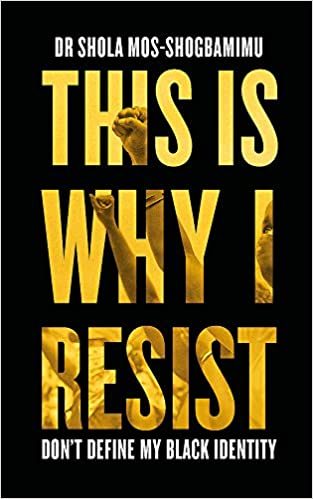 DR SHOLA MOS-SHOGBAMIMU
THIS IS
WHY I
RESIST
DON'T DEFINE MY BLACK IDENTITY